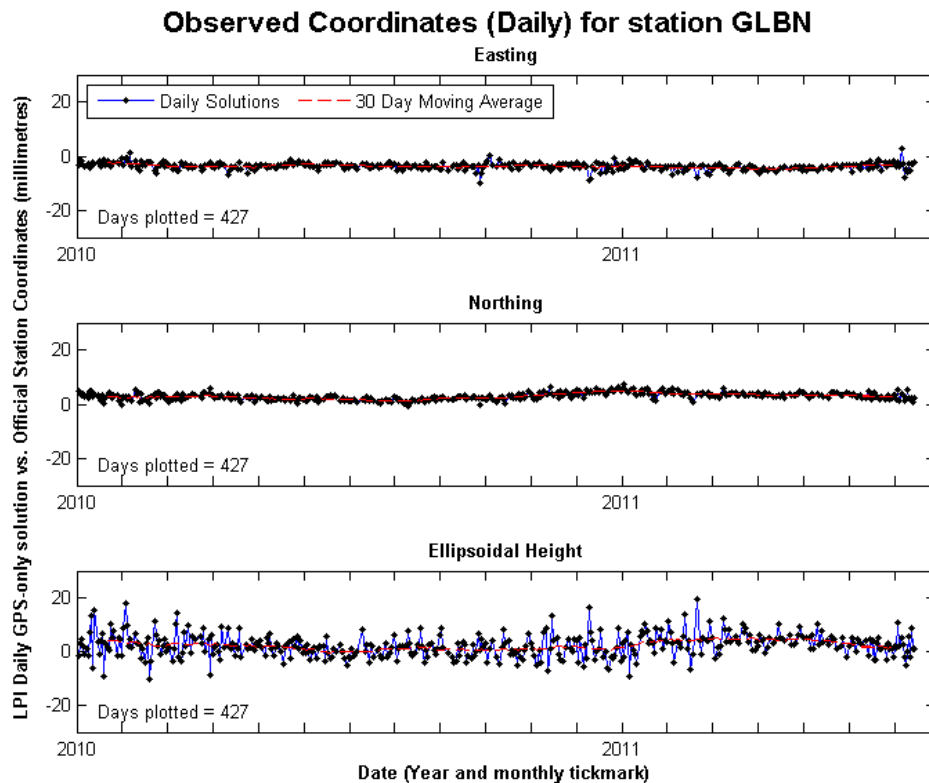 Observed Coordinates (Daily) for station GLBN
LPI Daily GPS-only solution vs. Official Station Coordinates (millimetres)
Easting
20
0
-20
Daily Solutions
30 Day Moving Average
Days plotted = 427
2010
2011
Northing
20
0
-20
Days plotted = 427
2010
2011
Ellipsoidal Height
20
0
-20
Days plotted = 427
2010
2011
Date (Year and monthly tickmark)